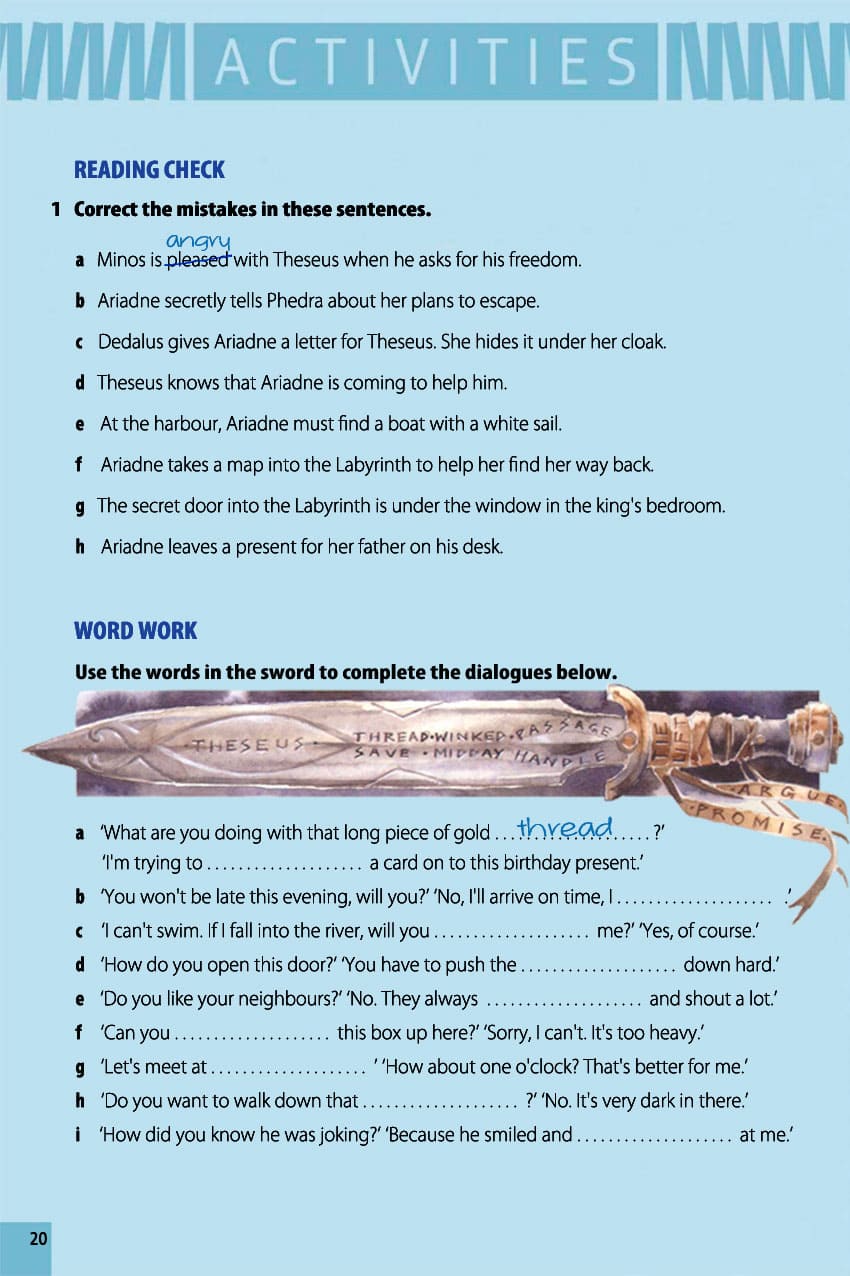 ACTIVITIES
READING CHECK
1 Correct the mistakes in these sentences.
angry
a Minos is pleased with Theseus when he asks for his freedom.
b Ariadne secretly tells Phedra about her plans to escape.
c Dedalus gives Ariadne a letter for Theseus. She hides it under her cloak.
d Theseus knows that Ariadne is coming to help him.
e At the harbour, Ariadne must find a boat with a white sail.
f Ariadne takes a map into the Labyrinth to help her find her way back.
g The secret door into the Labyrinth is under the window in the king's bedroom.
h Ariadne leaves a present for her father on his desk.
WORD WORK
Use the words in the sword to complete the dialogues below.
·THESEUS· THREAD·WINKED·PASSAGE
SAVE · MIDDAY HANDLE
TIE
LIFT
·ARGUE·
PROMISE·
a 'What are you doing with that long piece of gold ...thread.....?'
'I'm trying to .................... a card on to this birthday present.'
b 'You won't be late this evening, will you?' 'No, I'll arrive on time, I .................... .'
c 'I can't swim. If I fall into the river, will you .................... me?' 'Yes, of course.'
d 'How do you open this door?' 'You have to push the .................... down hard.'
e 'Do you like your neighbours?' 'No. They always .................... and shout a lot.'
f 'Can you .................... this box up here?' 'Sorry, I can't. It's too heavy.'
g 'Let's meet at .................... ' 'How about one o'clock? That's better for me.'
h 'Do you want to walk down that .................... ?' 'No. It's very dark in there.'
i 'How did you know he was joking?' 'Because he smiled and .................... at me.'
20